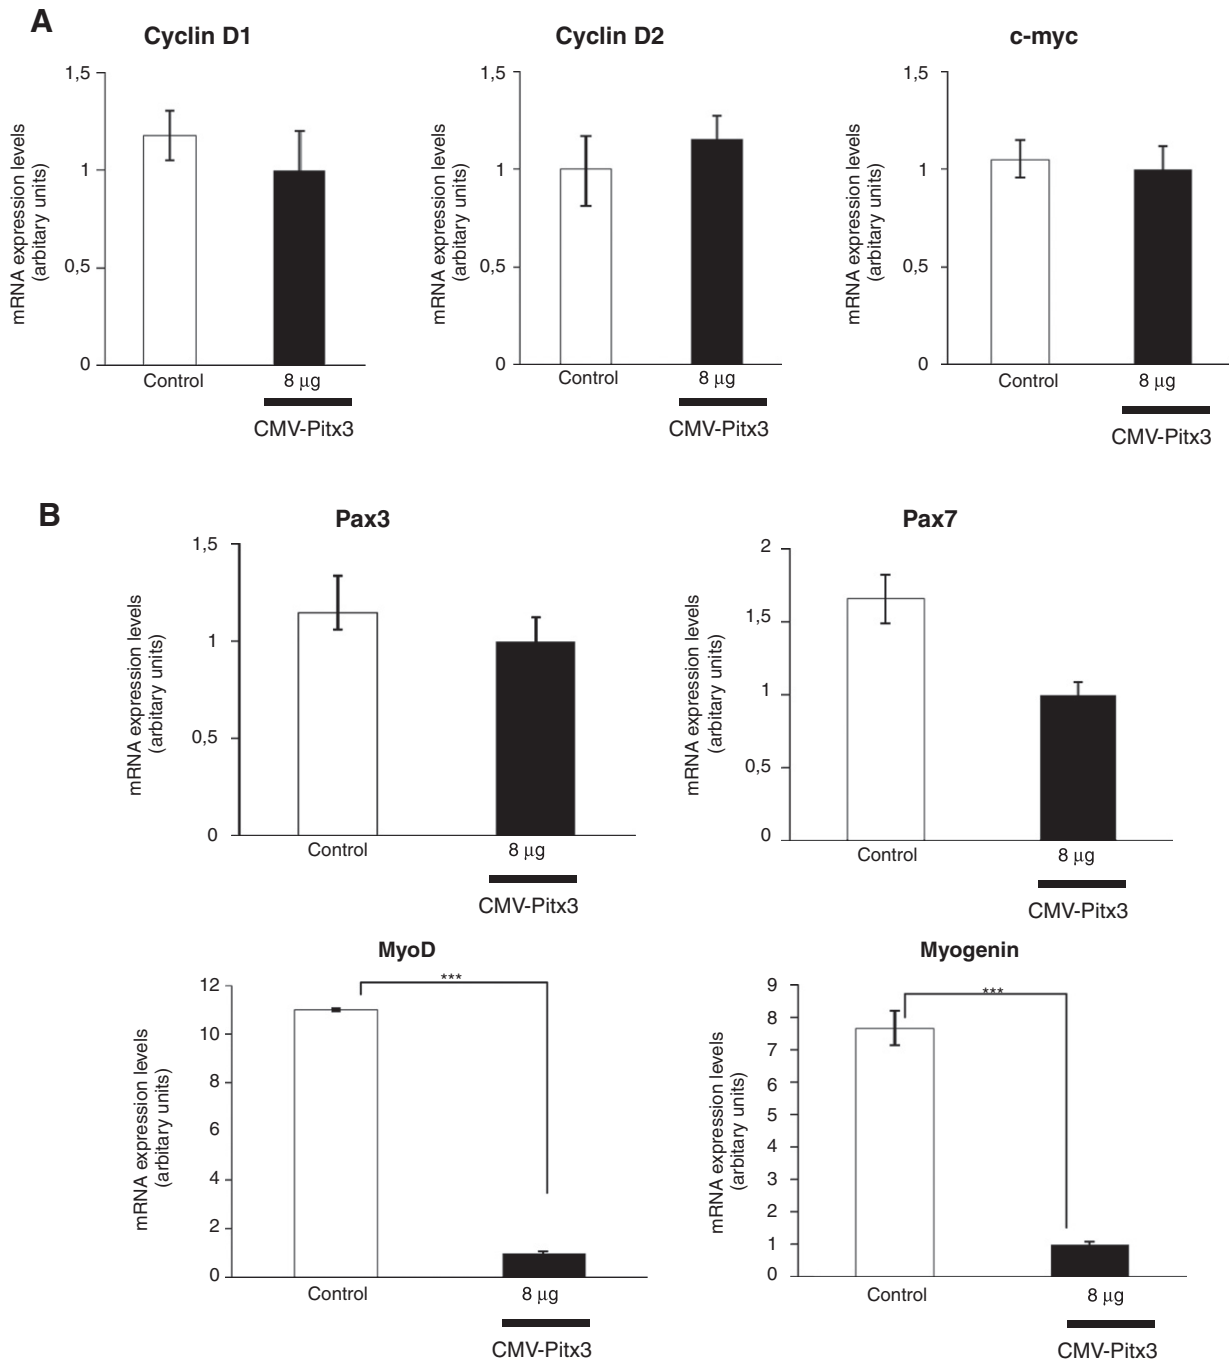 A
Cyclin D1
Cyclin D2
c-myc
mRNA expression levels
(arbitary units)
1,5
1
0,5
0
Control
8 μg
CMV-Pitx3
mRNA expression levels
(arbitary units)
1,5
1
0,5
0
Control
8 μg
CMV-Pitx3
mRNA expression levels
(arbitary units)
1,5
1
0,5
0
Control
8 μg
CMV-Pitx3
B
Pax3
mRNA expression levels
(arbitary units)
1,5
1
0,5
0
Control
8 μg
CMV-Pitx3
Pax7
mRNA expression levels
(arbitary units)
2
1,5
1
0,5
0
Control
8 μg
CMV-Pitx3
MyoD
mRNA expression levels
(arbitary units)
12
10
8
6
4
2
0
***
Control
8 μg
CMV-Pitx3
Myogenin
mRNA expression levels
(arbitary units)
9
8
7
6
5
4
3
2
1
0
***
Control
8 μg
CMV-Pitx3